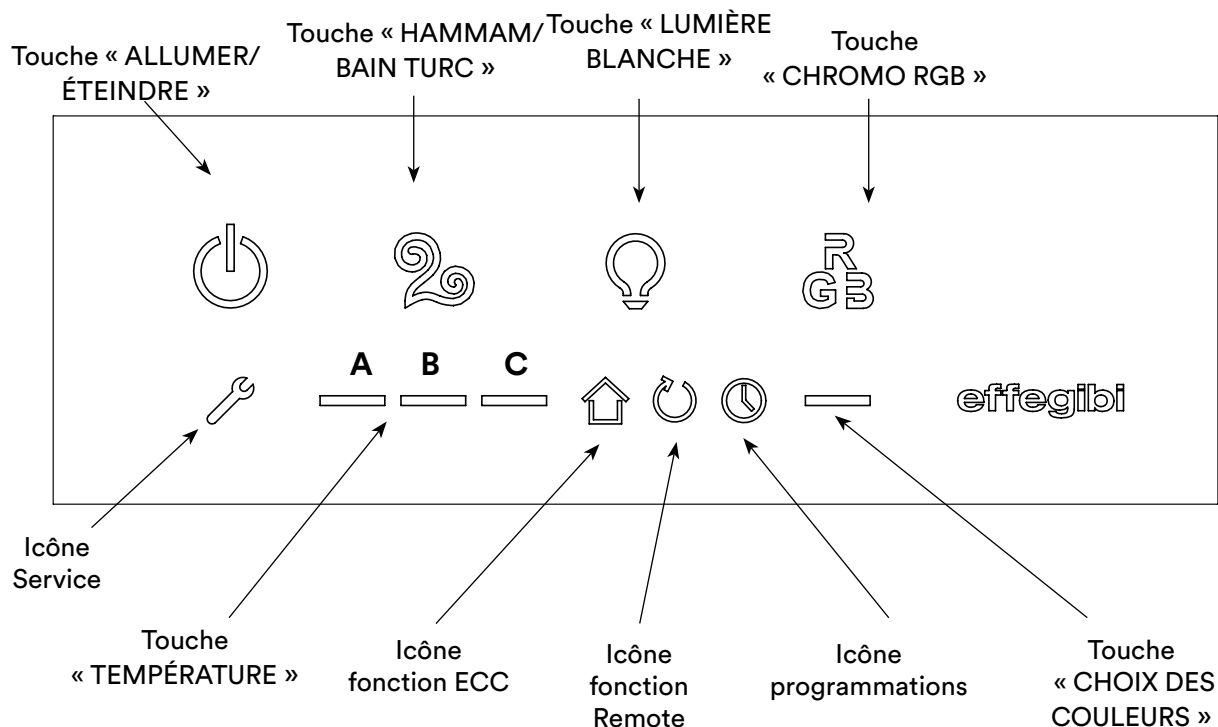 Touche « ALLUMER/
ÉTEINDRE »
Touche « HAMMAM/
BAIN TURC »
Touche « LUMIÈRE
BLANCHE »
Touche
« CHROMO RGB »
R
GB
A B C
effegibi
Icône
Service
Touche
« TEMPÉRATURE »
Icône
fonction ECC
Icône
fonction
Remote
Icône
programmations
Touche
« CHOIX DES
COULEURS »